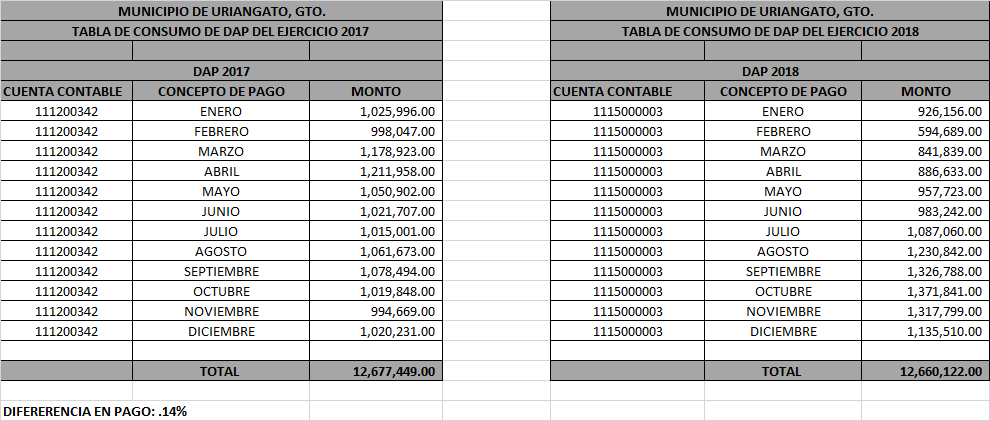 MUNICIPIO DE URIANGATO, GTO. MUNICIPIO DE URIANGATO, GTO.
TABLA DE CONSUMO DE DAP DEL EJERCICIO 2017 TABLA DE CONSUMO DE DAP DEL EJERCICIO 2018
DAP 2017 DAP 2018
CUENTA CONTABLE CONCEPTO DE PAGO MONTO CUENTA CONTABLE CONCEPTO DE PAGO MONTO
111200342 ENERO 1,025,996.00 1115000003 ENERO 926,156.00
111200342 FEBRERO 998,047.00 1115000003 FEBRERO 594,689.00
111200342 MARZO 1,178,923.00 1115000003 MARZO 841,839.00
111200342 ABRIL 1,211,958.00 1115000003 ABRIL 886,633.00
111200342 MAYO 1,050,902.00 1115000003 MAYO 957,723.00
111200342 JUNIO 1,021,707.00 1115000003 JUNIO 983,242.00
111200342 JULIO 1,015,001.00 1115000003 JULIO 1,087,060.00
111200342 AGOSTO 1,061,673.00 1115000003 AGOSTO 1,230,842.00
111200342 SEPTIEMBRE 1,078,494.00 1115000003 SEPTIEMBRE 1,326,788.00
111200342 OCTUBRE 1,019,848.00 1115000003 OCTUBRE 1,371,841.00
111200342 NOVIEMBRE 994,669.00 1115000003 NOVIEMBRE 1,317,799.00
111200342 DICIEMBRE 1,020,231.00 1115000003 DICIEMBRE 1,135,510.00
TOTAL 12,677,449.00 TOTAL 12,660,122.00
DIFERERENCIA EN PAGO: .14%